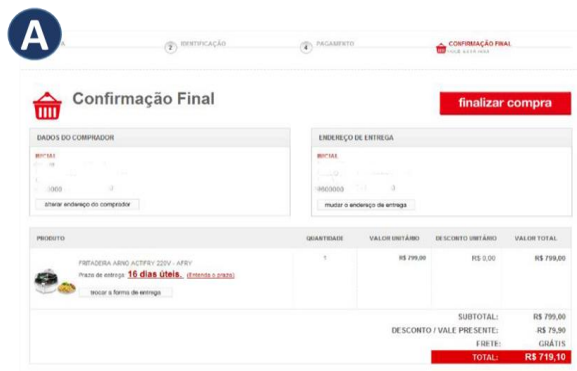 A
2 IDENTIFICAÇÃO
4 PAGAMENTO
CONFIRMAÇÃO FINAL
Confirmação Final
finalizar compra
DADOS DO COMPRADOR
ENDEREÇO DE ENTREGA
alterar endereço do comprador
mudar o endereço de entrega
PRODUTO QUANTIDADE VALOR UNITÁRIO DESCONTO UNITÁRIO VALOR TOTAL
FRITADEIRA ARNO ACTIFRY 220V - AFRY 1 R$ 799,00 R$ 0,00 R$ 799,00
Prazo de entrega: 16 dias úteis. (Entenda o prazo)
trocar a forma de entrega
SUBTOTAL: R$ 799,00
DESCONTO / VALE PRESENTE: -R$ 79,90
FRETE: GRÁTIS
TOTAL: R$ 719,10